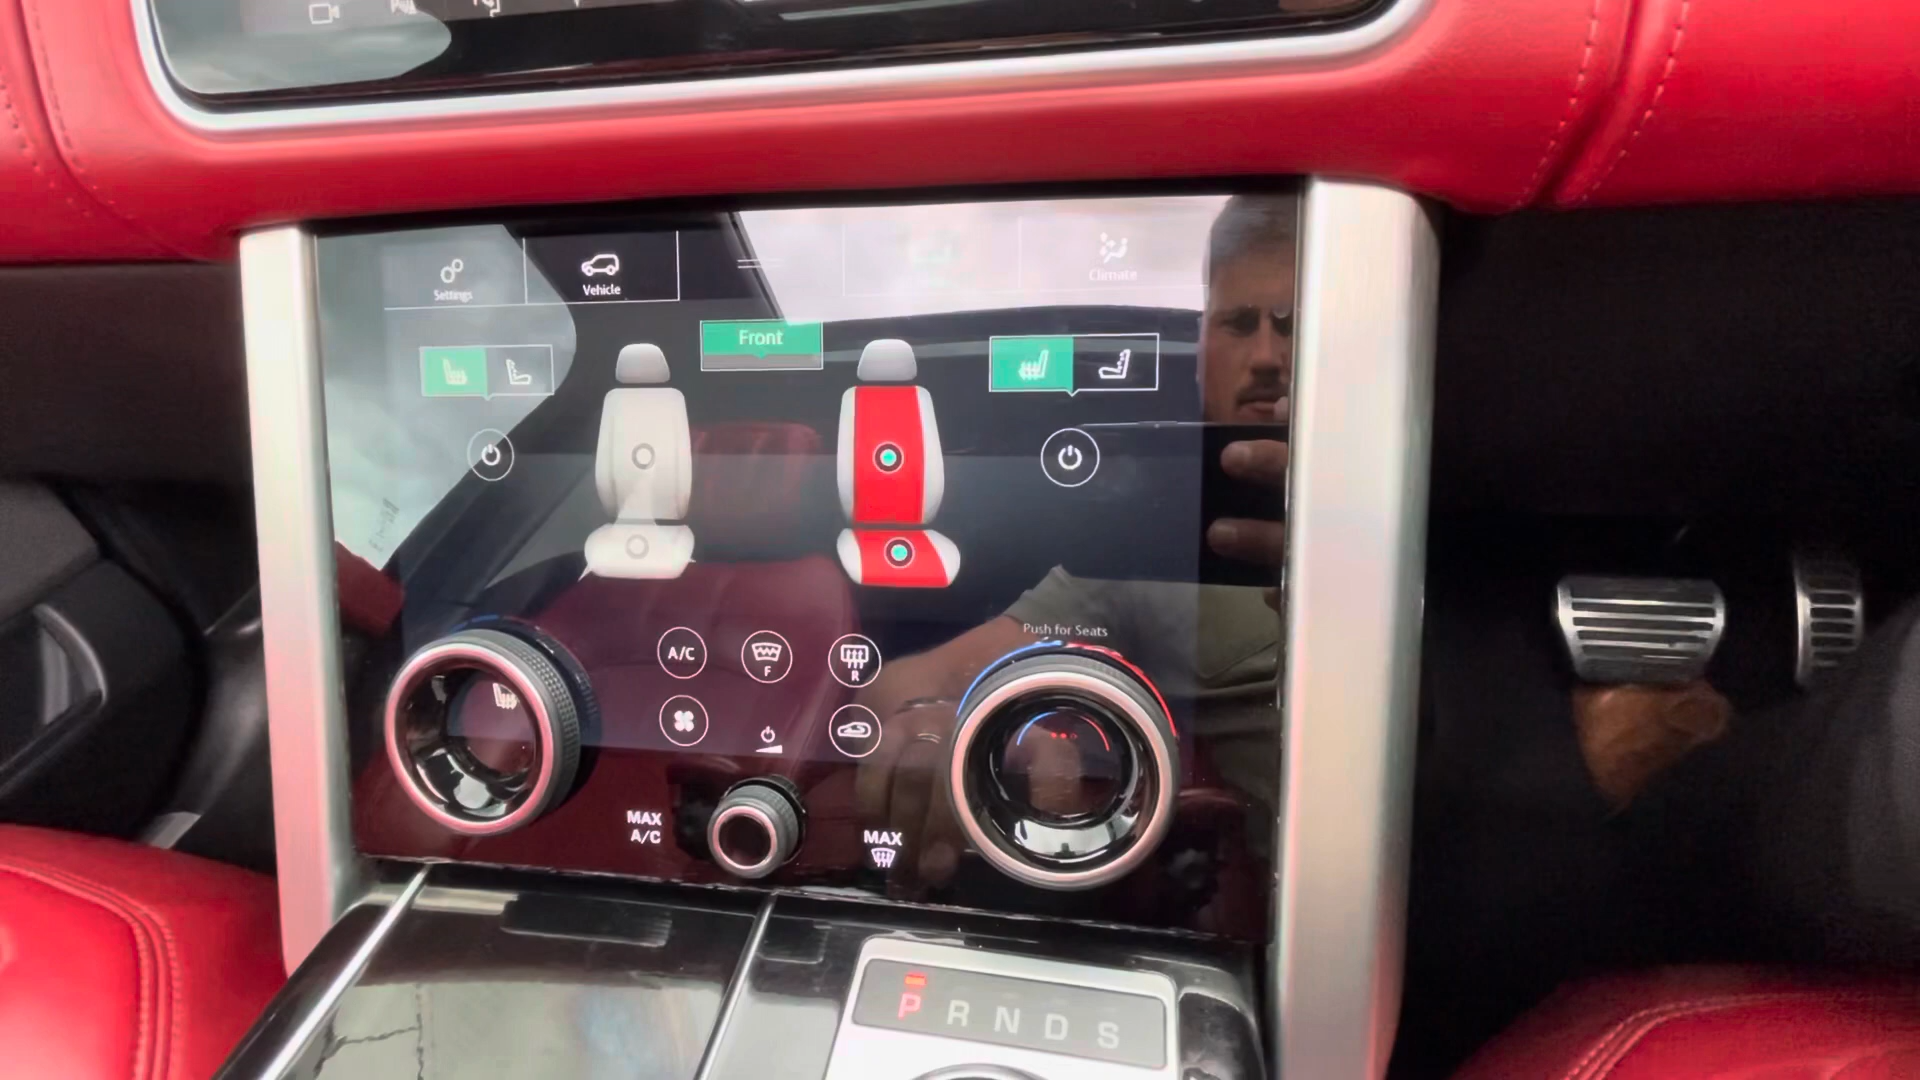 Settings
Vehicle
Climate
Front
Push for Seats
A/C
F
R
MAX
A/C
MAX
P R N D S